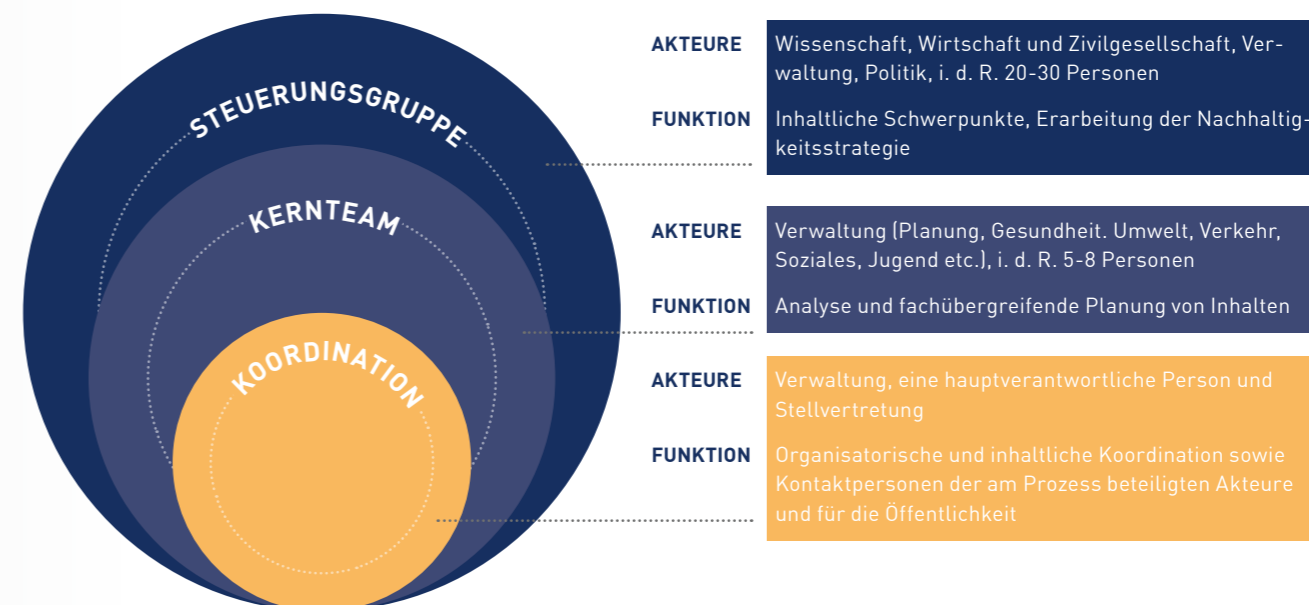 STEUERUNGSGRUPPE
AKTEURE
Wissenschaft, Wirtschaft und Zivilgesellschaft, Ver-
waltung, Politik, i. d. R. 20-30 Personen
FUNKTION
Inhaltliche Schwerpunkte, Erarbeitung der Nachhaltig-
keitsstrategie
KERNTEAM
AKTEURE
Verwaltung (Planung, Gesundheit. Umwelt, Verkehr,
Soziales, Jugend etc.), i. d. R. 5-8 Personen
FUNKTION
Analyse und fachübergreifende Planung von Inhalten
KOORDINATION
AKTEURE
Verwaltung, eine hauptverantwortliche Person und
Stellvertretung
FUNKTION
Organisatorische und inhaltliche Koordination sowie
Kontaktpersonen der am Prozess beteiligten Akteure
und für die Öffentlichkeit